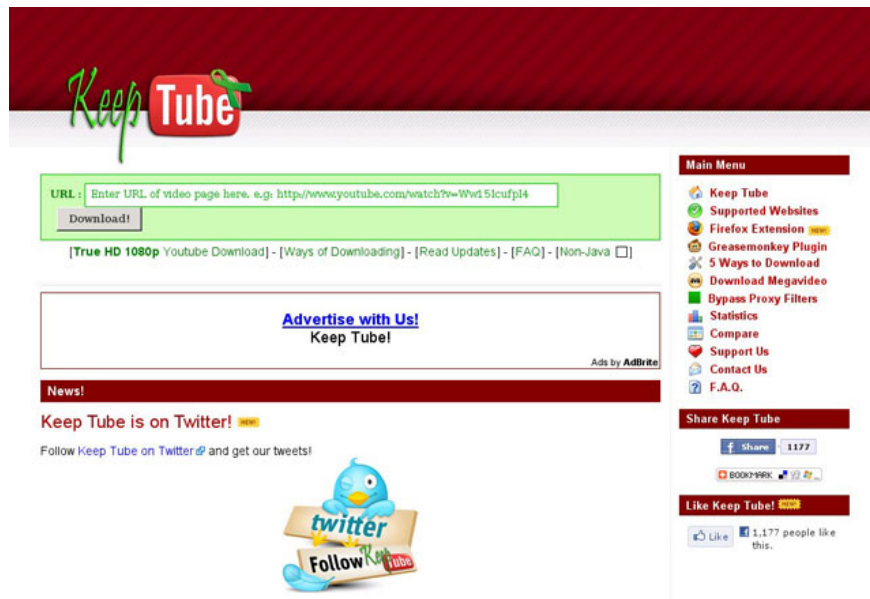 Keep Tube
URL : Enter URL of video page here. e.g: http://www.youtube.com/watch?v=Ww15IcufpI4
Download!
[True HD 1080p Youtube Download] - [Ways of Downloading] - [Read Updates] - [FAQ] - [Non-Java ]
Advertise with Us!
Keep Tube!
Ads by AdBrite
News!
Keep Tube is on Twitter! NEW!
Follow Keep Tube on Twitter and get our tweets!
twitter
Follow Keep Tube
Main Menu
Keep Tube
Supported Websites
Firefox Extension NEW!
Greasemonkey Plugin
5 Ways to Download
Download Megavideo
Bypass Proxy Filters
Statistics
Compare
Support Us
Contact Us
F.A.Q.
Share Keep Tube
Share 1177
BOOKMARK
Like Keep Tube! NEW!
Like 1,177 people like
this.